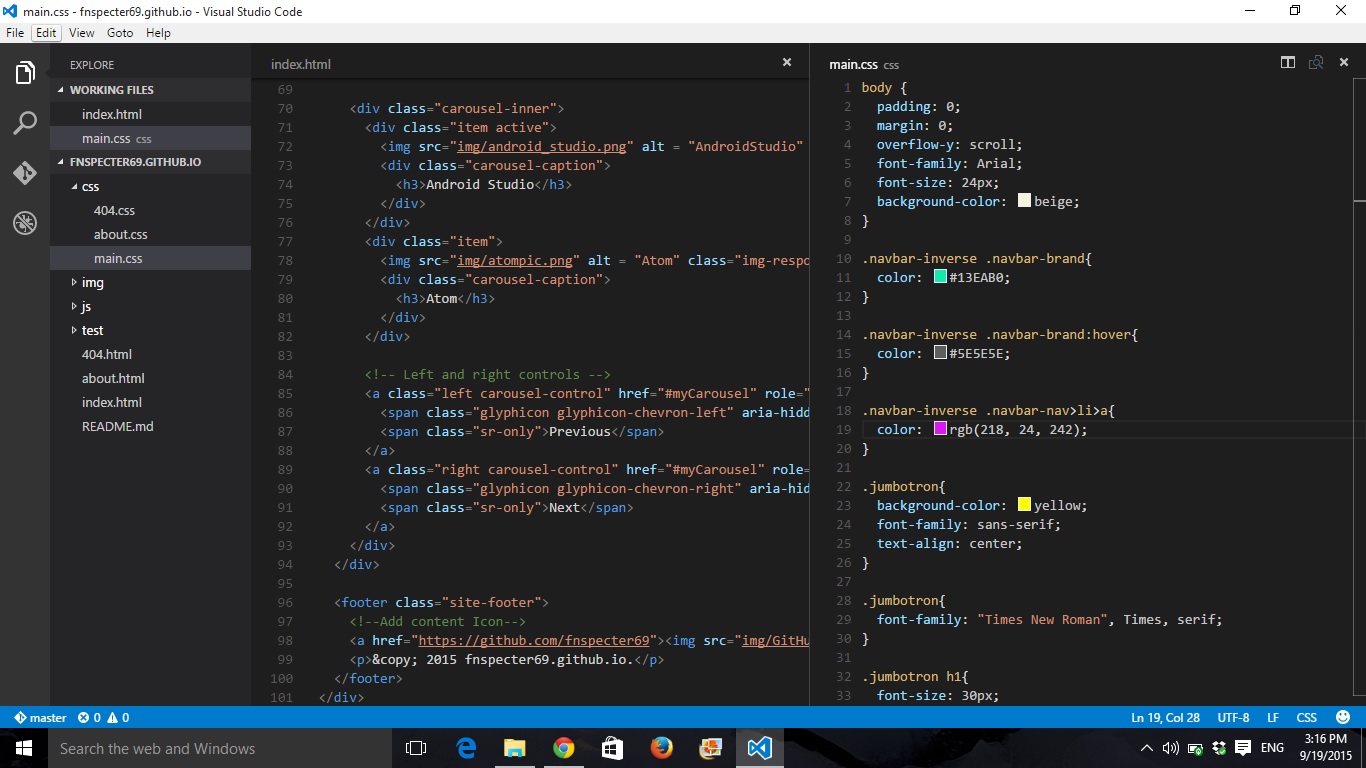 main.css - fnspecter69.github.io - Visual Studio Code
File Edit View Goto Help
EXPLORE
WORKING FILES
index.html
main.css css
FNSPECTER69.GITHUB.IO
css
404.css
about.css
main.css
img
js
test
404.html
about.html
index.html
README.md
index.html
69
70 <div class="carousel-inner">
71 <div class="item active">
72 <img src="img/android_studio.png" alt = "AndroidStudio"
73 <div class="carousel-caption">
74 <h3>Android Studio</h3>
75 </div>
76 </div>
77 <div class="item">
78 <img src="img/atompic.png" alt = "Atom" class="img-respo
79 <div class="carousel-caption">
80 <h3>Atom</h3>
81 </div>
82 </div>
83
84 <!-- Left and right controls -->
85 <a class="left carousel-control" href="#myCarousel" role="
86 <span class="glyphicon glyphicon-chevron-left" aria-hidd
87 <span class="sr-only">Previous</span>
88 </a>
89 <a class="right carousel-control" href="#myCarousel" role=
90 <span class="glyphicon glyphicon-chevron-right" aria-hid
91 <span class="sr-only">Next</span>
92 </a>
93 </div>
94 </div>
95
96 <footer class="site-footer">
97 <!--Add content Icon-->
98 <a href="https://github.com/fnspecter69"><img src="img/GitHu
99 <p>&copy; 2015 fnspecter69.github.io.</p>
100 </footer>
101 </div>
main.css css
1 body {
2 padding: 0;
3 margin: 0;
4 overflow-y: scroll;
5 font-family: Arial;
6 font-size: 24px;
7 background-color: beige;
8 }
9
10 .navbar-inverse .navbar-brand{
11 color: #13EAB0;
12 }
13
14 .navbar-inverse .navbar-brand:hover{
15 color: #5E5E5E;
16 }
17
18 .navbar-inverse .navbar-nav>li>a{
19 color: rgb(218, 24, 242);
20 }
21
22 .jumbotron{
23 background-color: yellow;
24 font-family: sans-serif;
25 text-align: center;
26 }
27
28 .jumbotron{
29 font-family: "Times New Roman", Times, serif;
30 }
31
32 .jumbotron h1{
33 font-size: 30px;
master 0 0 Ln 19, Col 28 UTF-8 LF CSS
Search the web and Windows
ENG
3:16 PM
9/19/2015